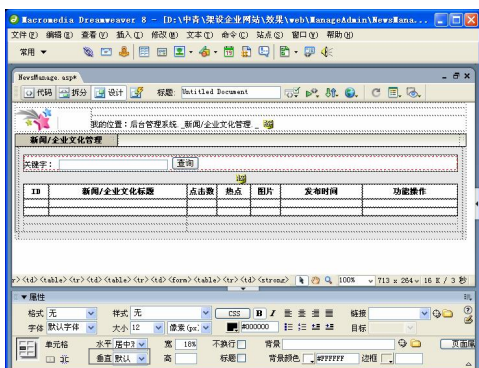 Macromedia Dreamweaver 8 - [D:\中青\架设企业网站\效果\web\ManageAdmin\NewsMana...
文件(F) 编辑(E) 查看(V) 插入(I) 修改(M) 文本(T) 命令(C) 站点(S) 窗口(W) 帮助(H)
常用
NewsManage.asp*
代码 拆分 设计 标题: Untitled Document
我的位置:后台管理系统 _新闻/企业文化管理 _
新闻/企业文化管理
关键字: 查询
ID 新闻/企业文化标题 点击数 热点 图片 发布时间 功能操作
r><td><table><tr><td><table><tr><td><form><table><tr><td><strong> 100% 713 x 264 16 K / 3 秒
属性
格式 无 样式 无 CSS B I 链接
字体 默认字体 大小 12 像素(px) #000000 目标
单元格 水平 居中对 宽 18% 不换行 背景 页面属
垂直 默认 高 标题 背景颜色 #FFFFFF 边框